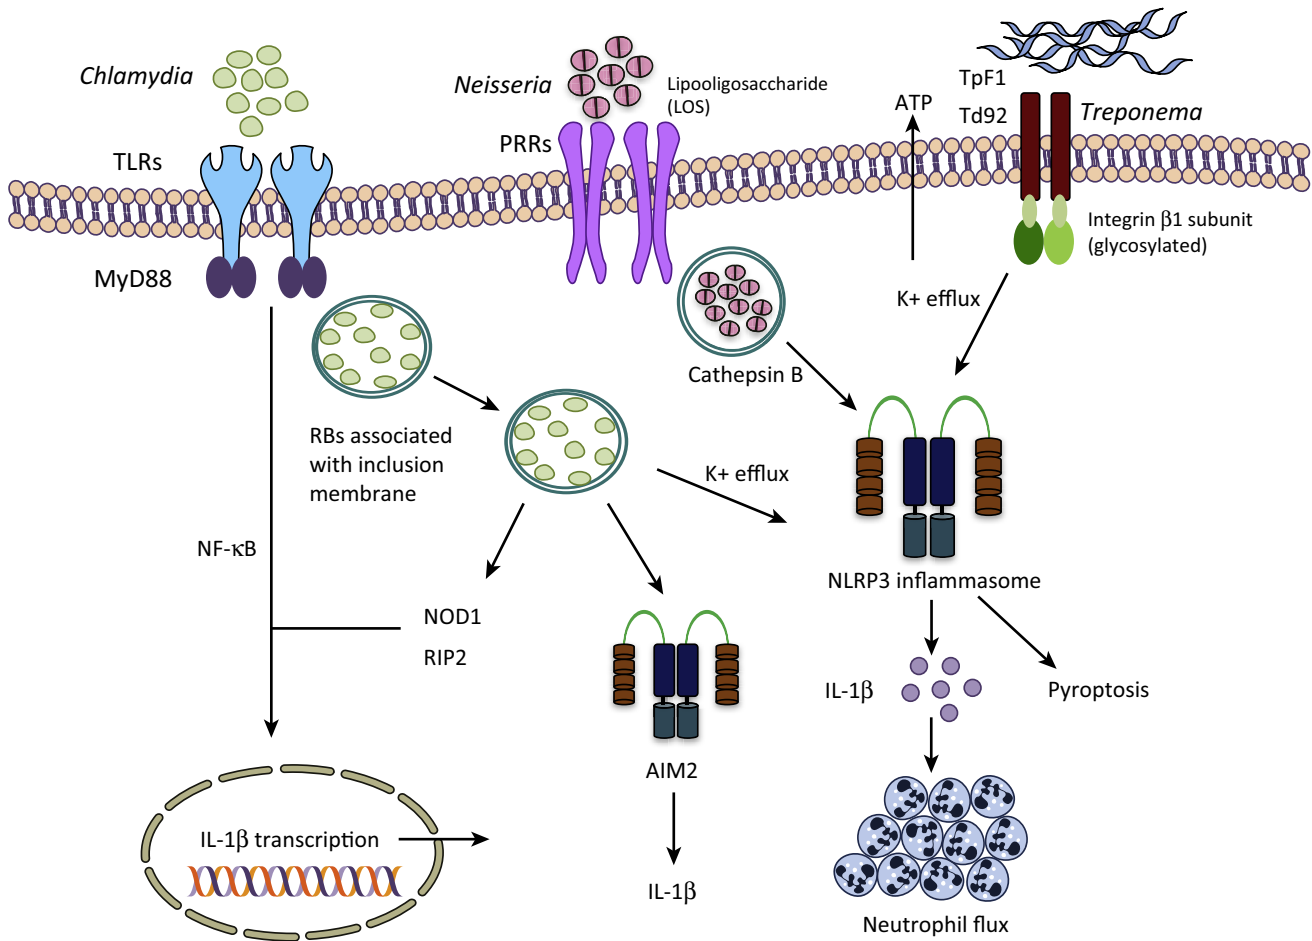 Chlamydia
TLRs
MyD88
Neisseria
Lipooligosaccharide
(LOS)
PRRs
ATP
TpF1
Td92
Treponema
Integrin β1 subunit
(glycosylated)
K+ efflux
Cathepsin B
RBs associated
with inclusion
membrane
K+ efflux
NF-κB
NOD1
RIP2
NLRP3 inflammasome
IL-1β
Pyroptosis
AIM2
IL-1β transcription
IL-1β
Neutrophil flux